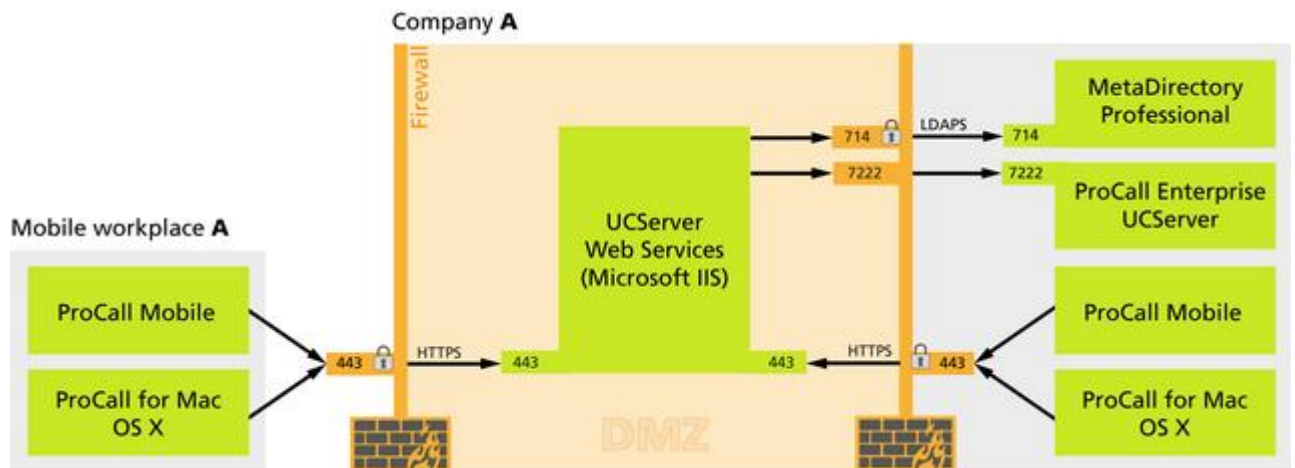 Company A
Firewall
MetaDirectory
Professional
714
LDAPS
714
7222
7222
ProCall Enterprise
UCServer
UCServer
Web Services
(Microsoft IIS)
Mobile workplace A
ProCall Mobile
ProCall Mobile
443
HTTPS
443
443
HTTPS
443
ProCall for Mac
OS X
ProCall for Mac
OS X
DMZ